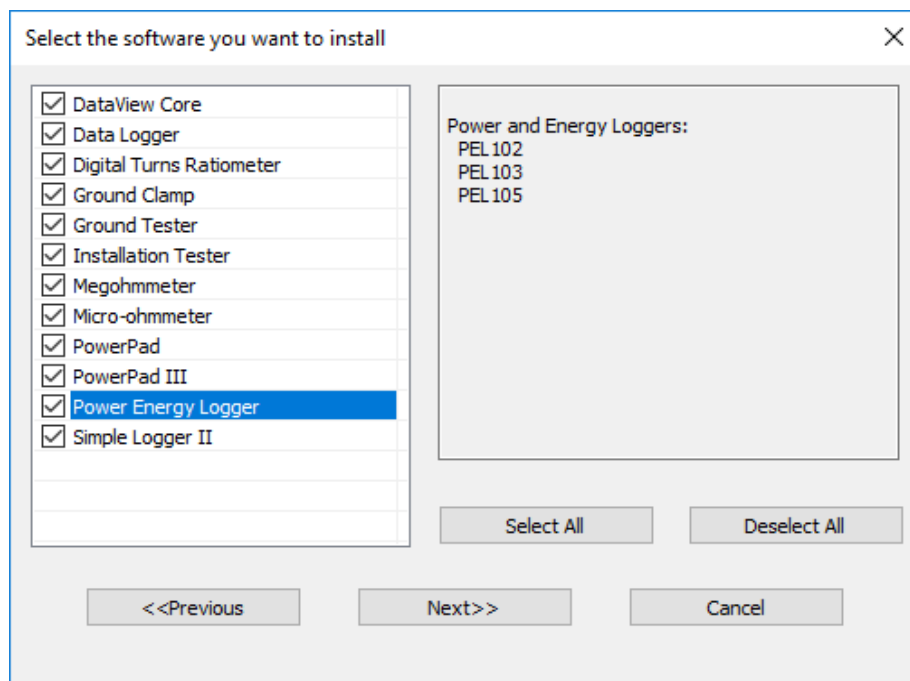 Select the software you want to install
DataView Core
Data Logger
Digital Turns Ratiometer
Ground Clamp
Ground Tester
Installation Tester
Megohmmeter
Micro-ohmmeter
PowerPad
PowerPad III
Power Energy Logger
Simple Logger II
Power and Energy Loggers:
PEL102
PEL103
PEL105
Select All
Deselect All
<<Previous
Next>>
Cancel